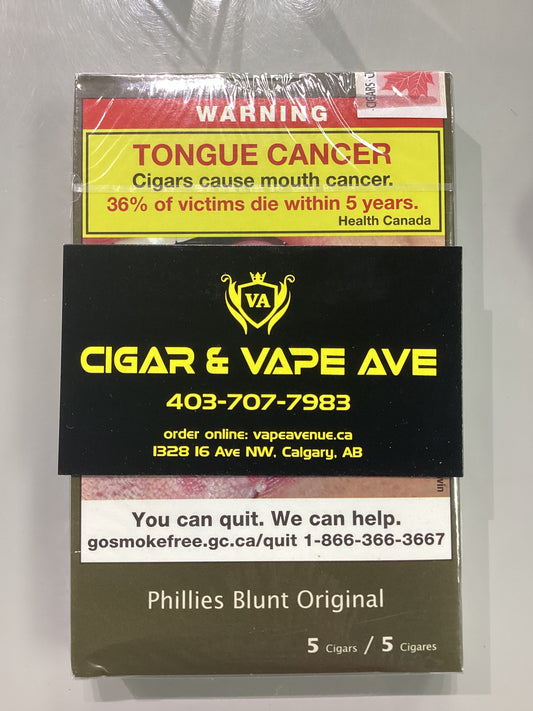 CIGARS · C
WARNING
TONGUE CANCER
Cigars cause mouth cancer.
36% of victims die within 5 years.
Health Canada
VA
CIGAR & VAPE AVE
403-707-7983
order online: vapeavenue.ca
1328 16 Ave NW, Calgary, AB
You can quit. We can help.
gosmokefree.gc.ca/quit 1-866-366-3667
Phillies Blunt Original
5 Cigars / 5 Cigares